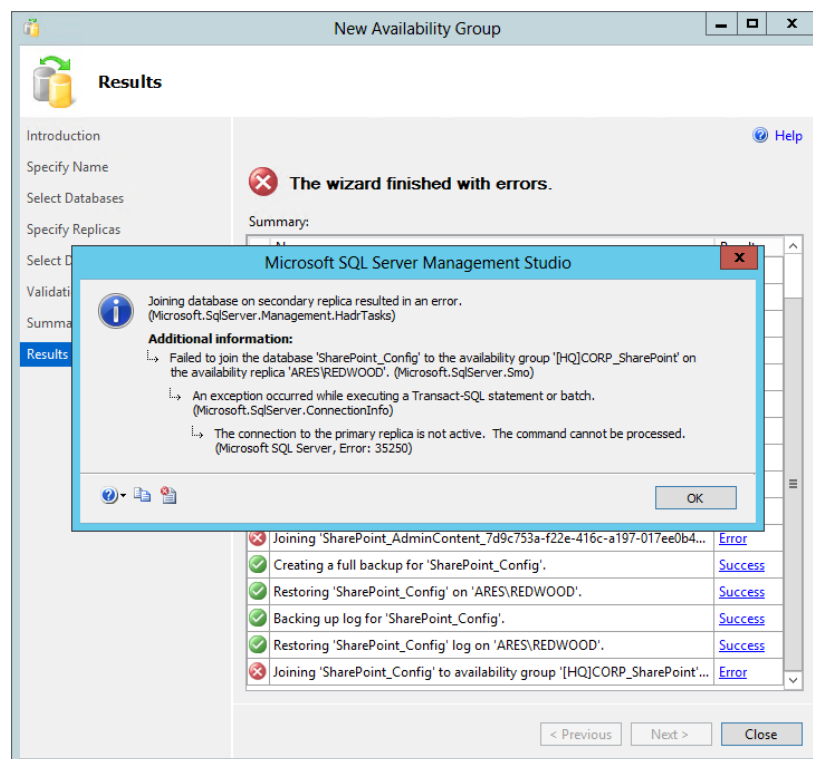 New Availability Group
Results
Introduction
Help
Specify Name
The wizard finished with errors.
Select Databases
Summary:
Specify Replicas
Select D
Microsoft SQL Server Management Studio
Validati
Joining database on secondary replica resulted in an error.
(Microsoft.SqlServer.Management.HadrTasks)
Summa
Additional information:
Results
Failed to join the database 'SharePoint_Config' to the availability group '[HQ]CORP_SharePoint' on
the availability replica 'ARES\REDWOOD'. (Microsoft.SqlServer.Smo)
An exception occurred while executing a Transact-SQL statement or batch.
(Microsoft.SqlServer.ConnectionInfo)
The connection to the primary replica is not active. The command cannot be processed.
(Microsoft SQL Server, Error: 35250)
OK
Joining 'SharePoint_AdminContent_7d9c753a-f22e-416c-a197-017ee0b4... Error
Creating a full backup for 'SharePoint_Config'. Success
Restoring 'SharePoint_Config' on 'ARES\REDWOOD'. Success
Backing up log for 'SharePoint_Config'. Success
Restoring 'SharePoint_Config' log on 'ARES\REDWOOD'. Success
Joining 'SharePoint_Config' to availability group '[HQ]CORP_SharePoint'... Error
< Previous Next > Close